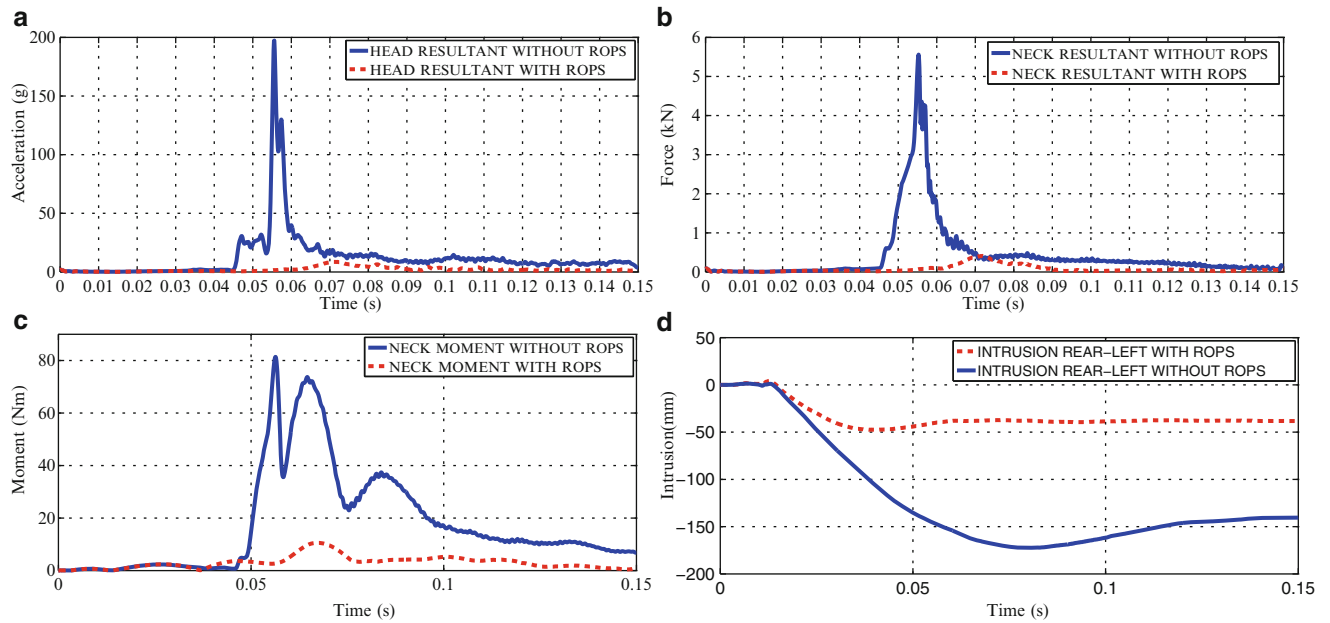 a
HEAD RESULTANT WITHOUT ROPS
HEAD RESULTANT WITH ROPS
Acceleration (g)
200
150
100
50
0
0 0.01 0.02 0.03 0.04 0.05 0.06 0.07 0.08 0.09 0.10 0.11 0.12 0.13 0.14 0.15
Time (s)
b
NECK RESULTANT WITHOUT ROPS
NECK RESULTANT WITH ROPS
Force (kN)
6
5
4
3
2
1
0
0 0.01 0.02 0.03 0.04 0.05 0.06 0.07 0.08 0.09 0.10 0.11 0.12 0.13 0.14 0.15
Time (s)
c
NECK MOMENT WITHOUT ROPS
NECK MOMENT WITH ROPS
Moment (Nm)
80
60
40
20
0
0 0.05 0.1 0.15
Time (s)
d
INTRUSION REAR-LEFT WITH ROPS
INTRUSION REAR-LEFT WITHOUT ROPS
Intrusion(mm)
50
0
−50
−100
−150
−200
0 0.05 0.1 0.15
Time (s)